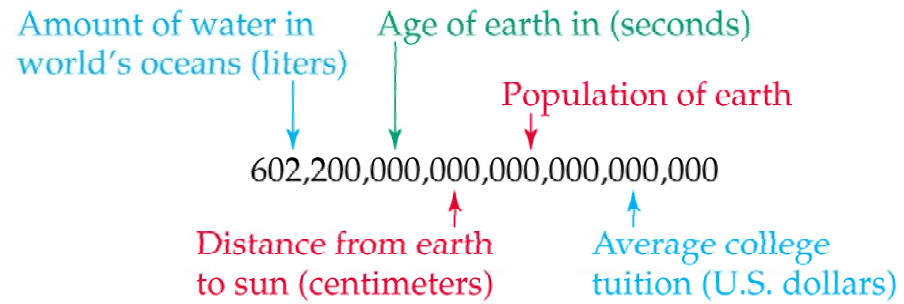 Amount of water in
world's oceans (liters)
Age of earth in (seconds)
Population of earth
602,200,000,000,000,000,000,000
Distance from earth
to sun (centimeters)
Average college
tuition (U.S. dollars)